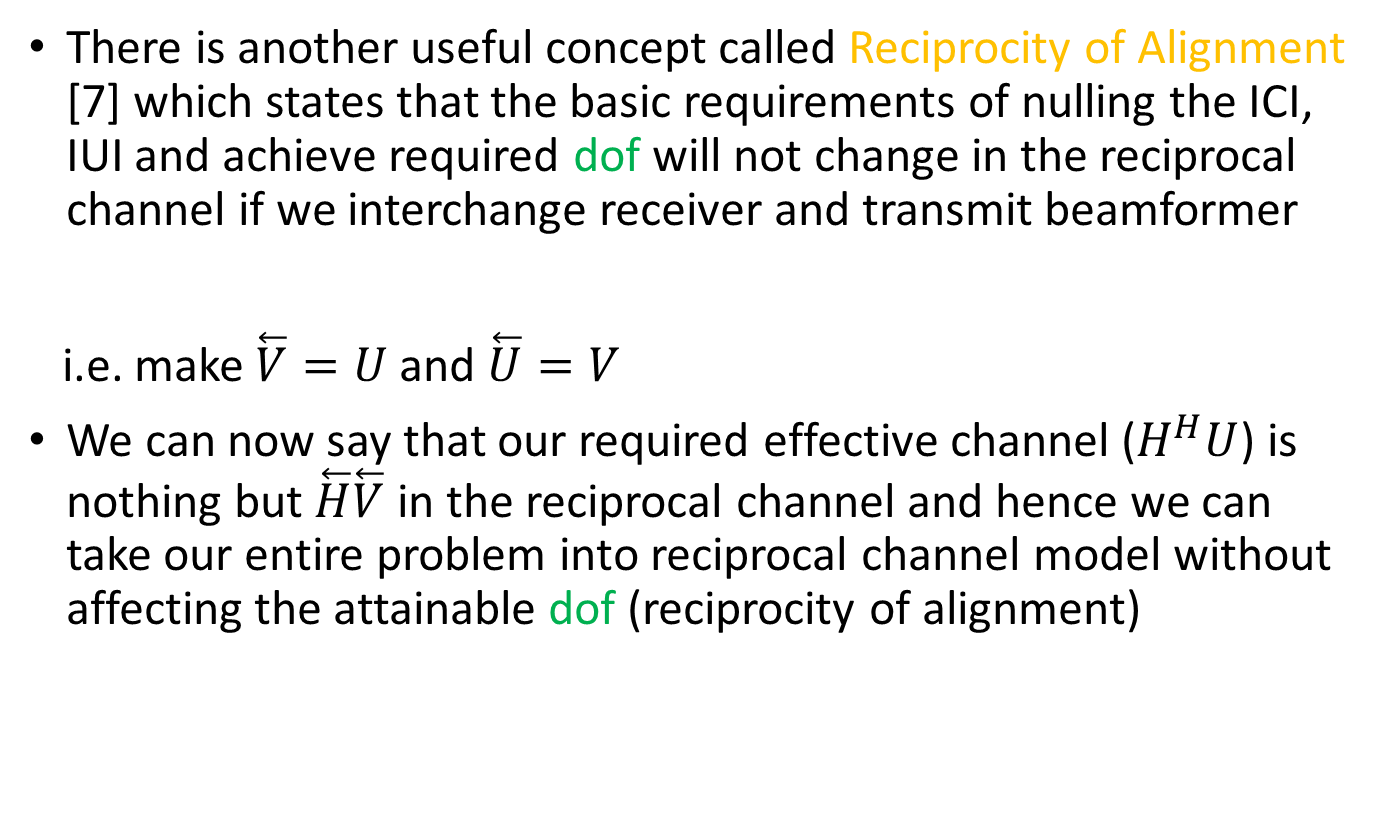 • There is another useful concept called Reciprocity of Alignment
[7] which states that the basic requirements of nulling the ICI,
IUI and achieve required dof will not change in the reciprocal
channel if we interchange receiver and transmit beamformer
i.e. make \overleftarrow{V} = U and \overleftarrow{U} = V
• We can now say that our required effective channel (H^H U) is
nothing but \overleftarrow{H}\overleftarrow{V} in the reciprocal channel and hence we can
take our entire problem into reciprocal channel model without
affecting the attainable dof (reciprocity of alignment)